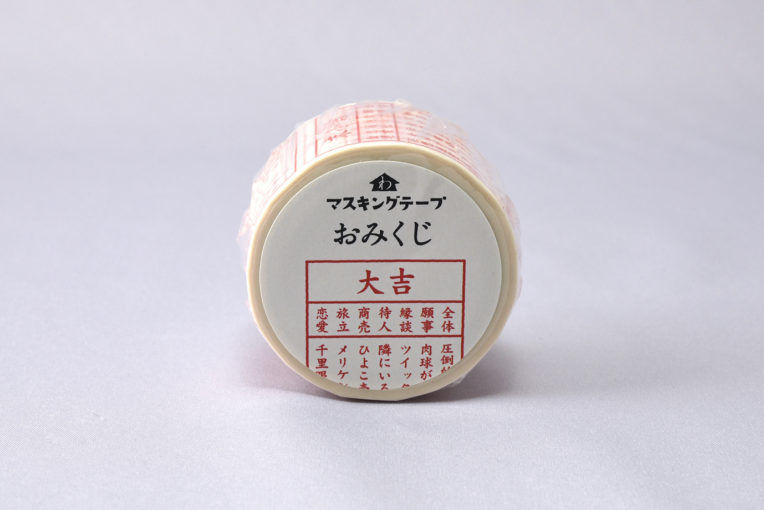 わ
マスキングテープ
おみくじ
大吉
全体
願事
縁談
待人
商売
旅立
恋愛
圧倒
肉球が
ツイッ
隣にいる
ひよこ
メリケ
千里眼